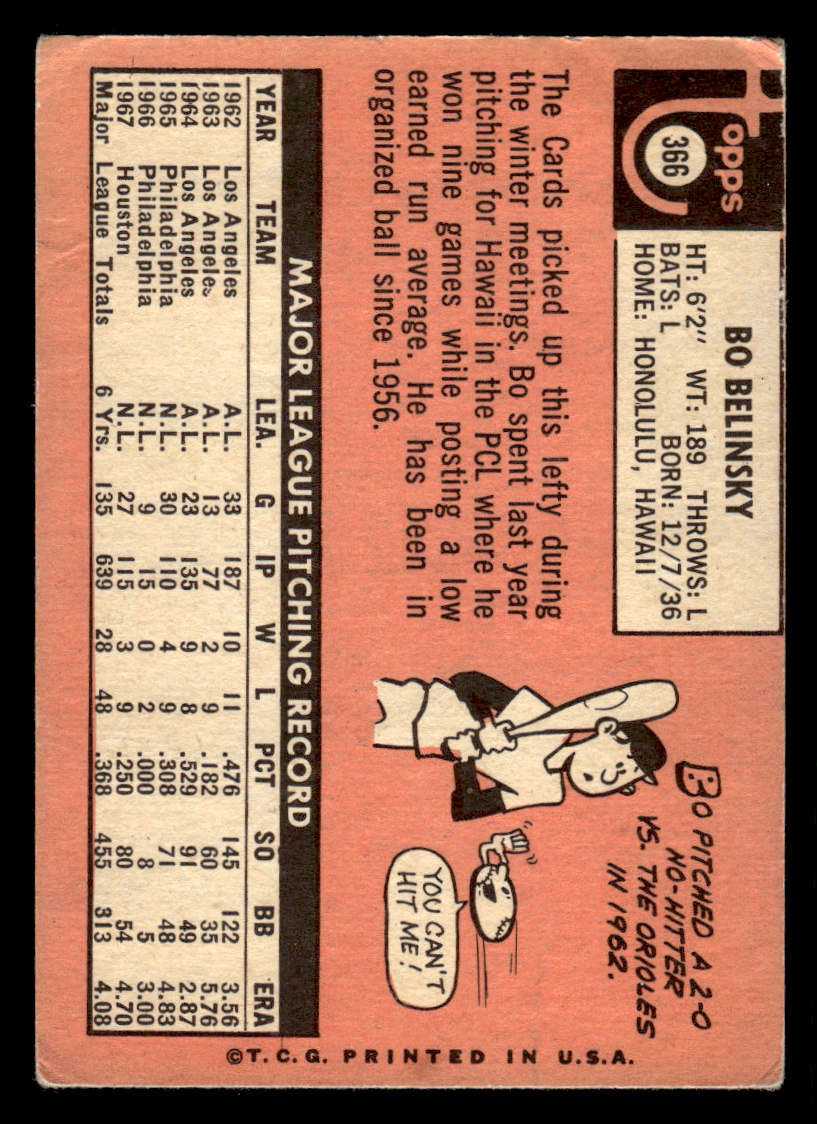 topps
366
BO BELINSKY
HT: 6'2" WT: 189 THROWS: L
BATS: L BORN: 12/7/36
HOME: HONOLULU, HAWAII
The Cards picked up this lefty during
the winter meetings. Bo spent last year
pitching for Hawaii in the PCL where he
won nine games while posting a low
earned run average. He has been in
organized ball since 1956.
BO PITCHED A 2-0
NO-HITTER
VS. THE ORIOLES
IN 1962.
YOU CAN'T
HIT ME!
MAJOR LEAGUE PITCHING RECORD
YEAR TEAM LEA. G IP W L PCT SO BB ERA
1962 Los Angeles A.L. 33 187 10 11 .476 145 122 3.56
1963 Los Angeles A.L. 13 77 2 9 .182 60 35 5.76
1964 Los Angeles A.L. 23 135 9 8 .529 91 49 2.87
1965 Philadelphia N.L. 30 110 4 9 .308 71 48 4.83
1966 Philadelphia N.L. 9 15 0 2 .000 8 5 3.00
1967 Houston N.L. 27 115 3 9 .250 80 54 4.70
Major League Totals 6 Yrs. 135 639 28 48 .368 455 313 4.08
©T.C.G. PRINTED IN U.S.A.